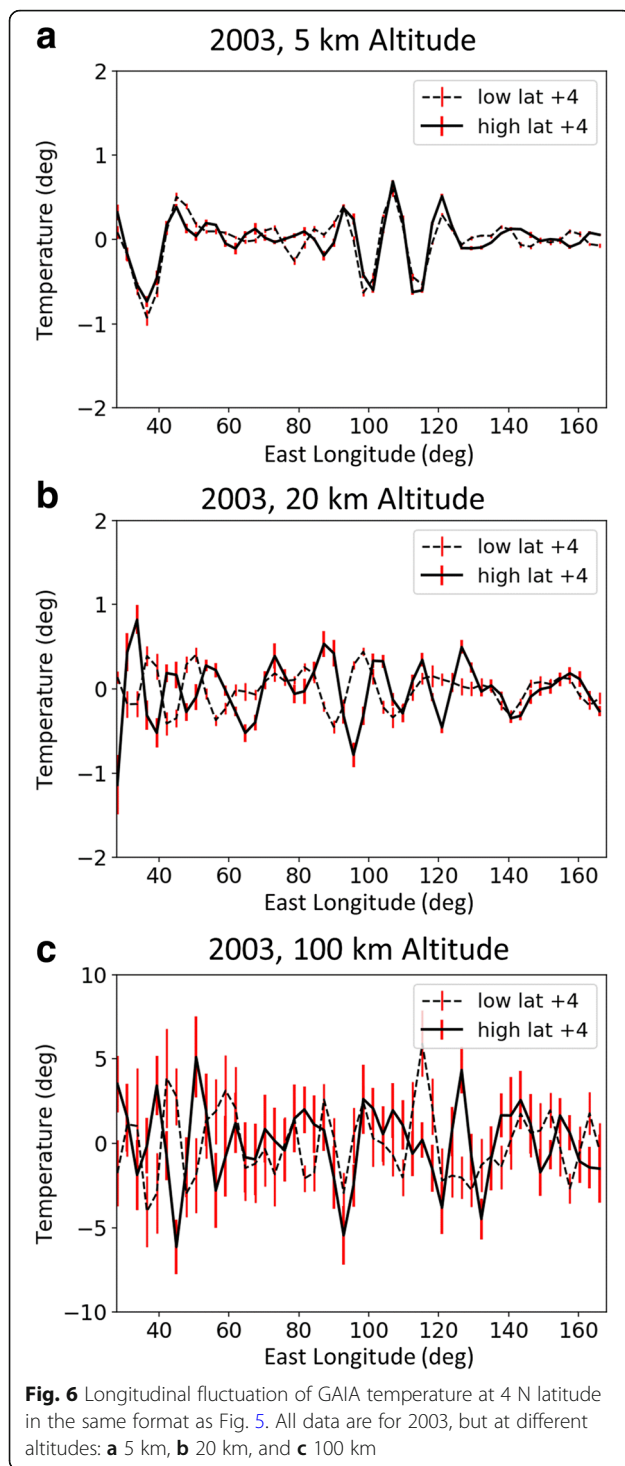 a
2003, 5 km Altitude
2
1
0
−1
−2
Temperature (deg)
low lat +4
high lat +4
40 60 80 100 120 140 160
East Longitude (deg)
b
2003, 20 km Altitude
2
1
0
−1
−2
Temperature (deg)
low lat +4
high lat +4
40 60 80 100 120 140 160
East Longitude (deg)
c
2003, 100 km Altitude
10
5
0
−5
−10
Temperature (deg)
low lat +4
high lat +4
40 60 80 100 120 140 160
East Longitude (deg)
Fig. 6 Longitudinal fluctuation of GAIA temperature at 4 N latitude
in the same format as Fig. 5. All data are for 2003, but at different
altitudes: a 5 km, b 20 km, and c 100 km